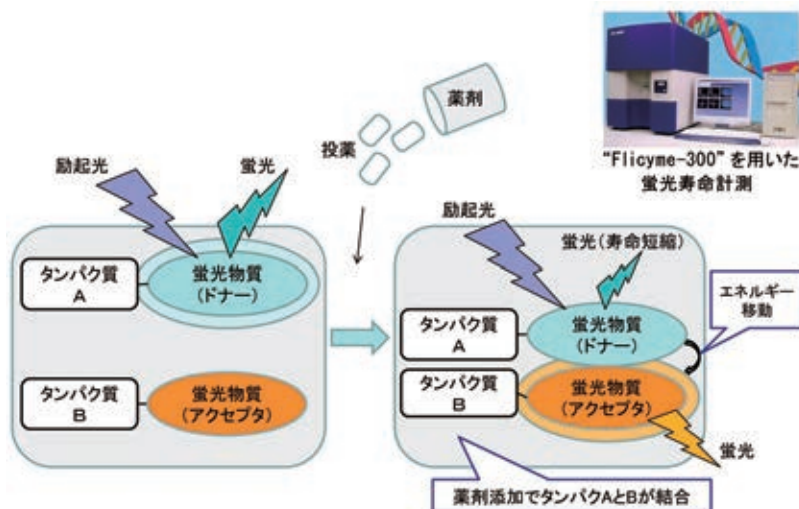 薬剤
投薬
"Flicyme-300"を用いた
蛍光寿命計測
励起光
蛍光
タンパク質
A
蛍光物質
(ドナー)
タンパク質
B
蛍光物質
(アクセプタ)
励起光
蛍光(寿命短縮)
エネルギー
移動
タンパク質
A
蛍光物質
(ドナー)
タンパク質
B
蛍光物質
(アクセプタ)
蛍光
薬剤添加でタンパクAとBが結合